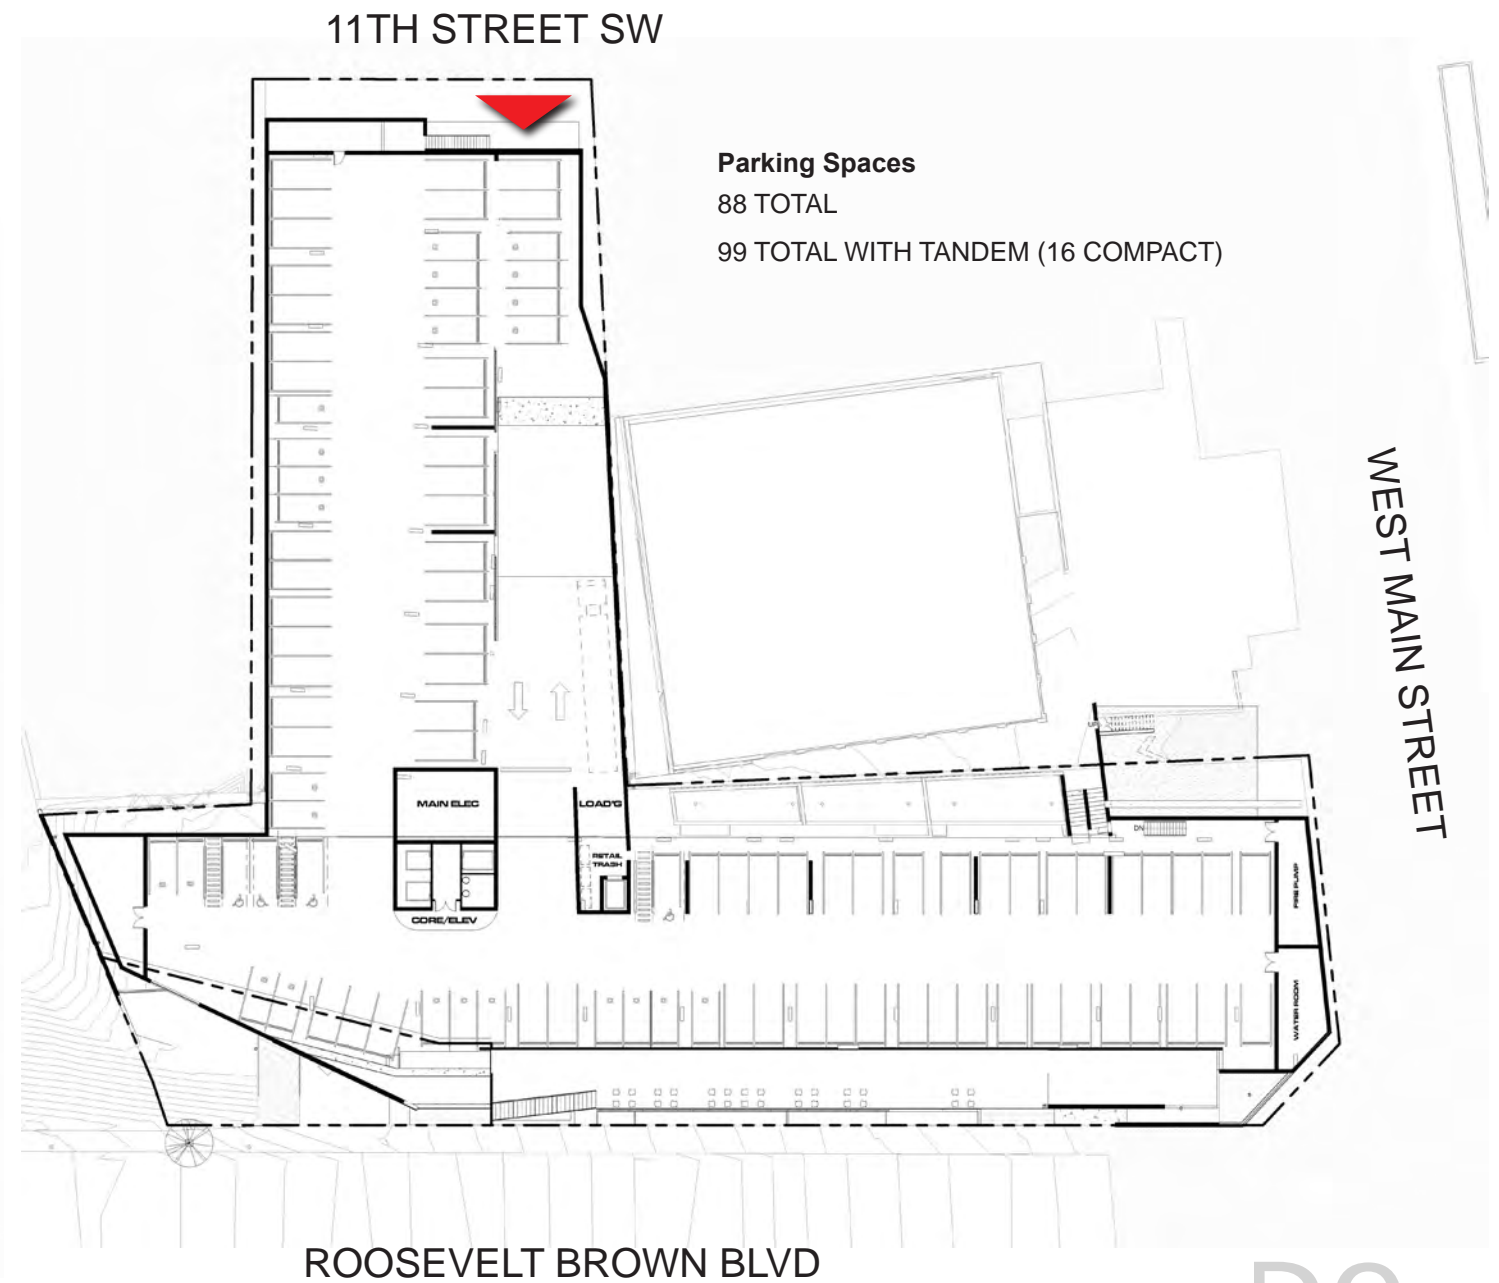 11TH STREET SW
Parking Spaces
88 TOTAL
99 TOTAL WITH TANDEM (16 COMPACT)
WEST MAIN STREET
MAIN ELEC
LOAD'G
DN
RETAIL
TRASH
FIRE PUMP
CORE/ELEV
WATER ROOM
ROOSEVELT BROWN BLVD